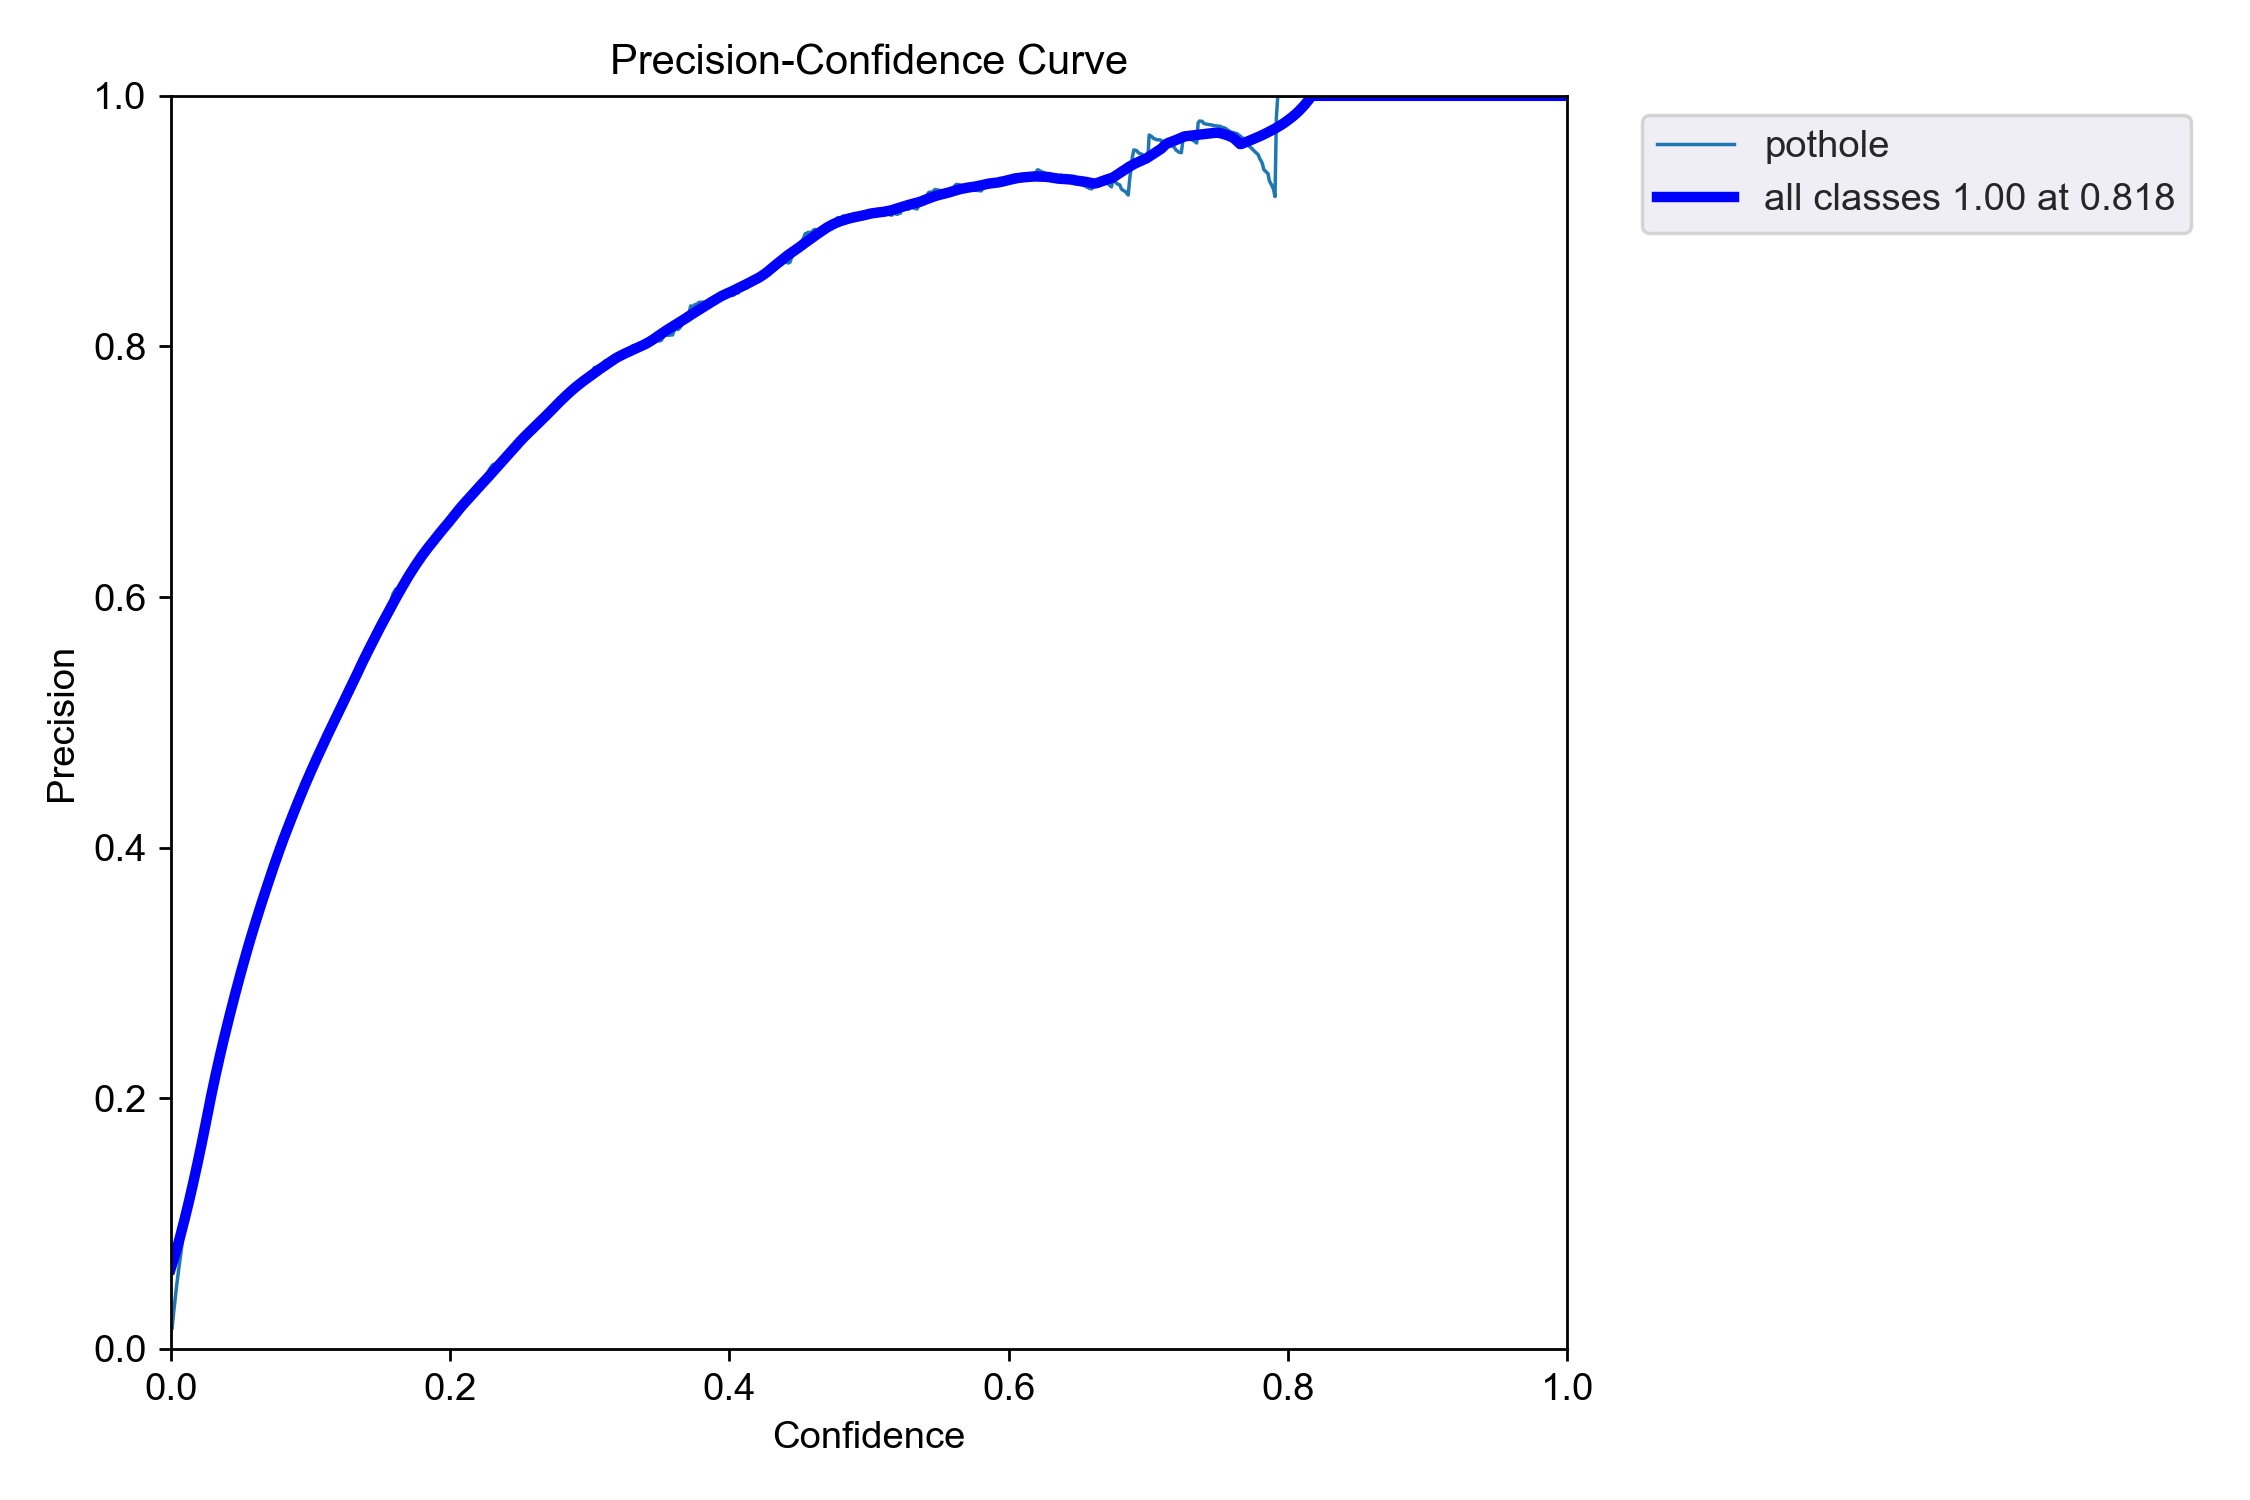 Precision-Confidence Curve
1.0
0.8
0.6
0.4
0.2
0.0
Precision
0.0 0.2 0.4 0.6 0.8 1.0
Confidence
pothole
all classes 1.00 at 0.818